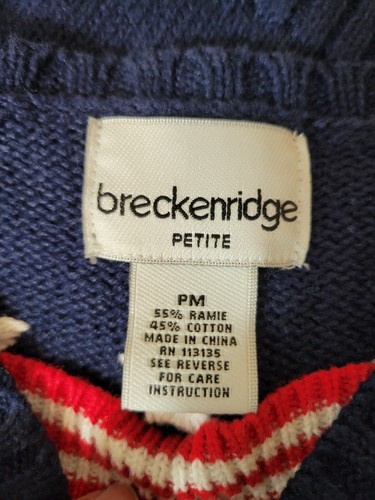 breckenridge
PETITE
PM
55% RAMIE
45% COTTON
MADE IN CHINA
RN 113135
SEE REVERSE
FOR CARE
INSTRUCTION